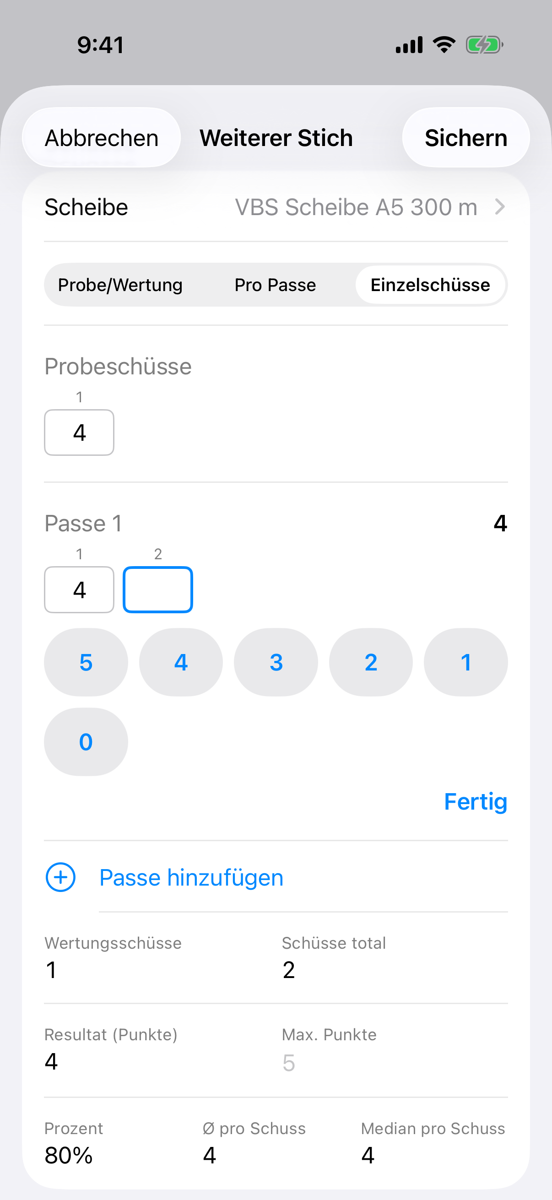 9:41
Abbrechen Weiterer Stich Sichern
Scheibe VBS Scheibe A5 300 m
Probe/Wertung Pro Passe Einzelschüsse
Probeschüsse
1
4
Passe 1 4
1 2
4
5 4 3 2 1
0
Fertig
Passe hinzufügen
Wertungsschüsse Schüsse total
1 2
Resultat (Punkte) Max. Punkte
4 5
Prozent Ø pro Schuss Median pro Schuss
80% 4 4